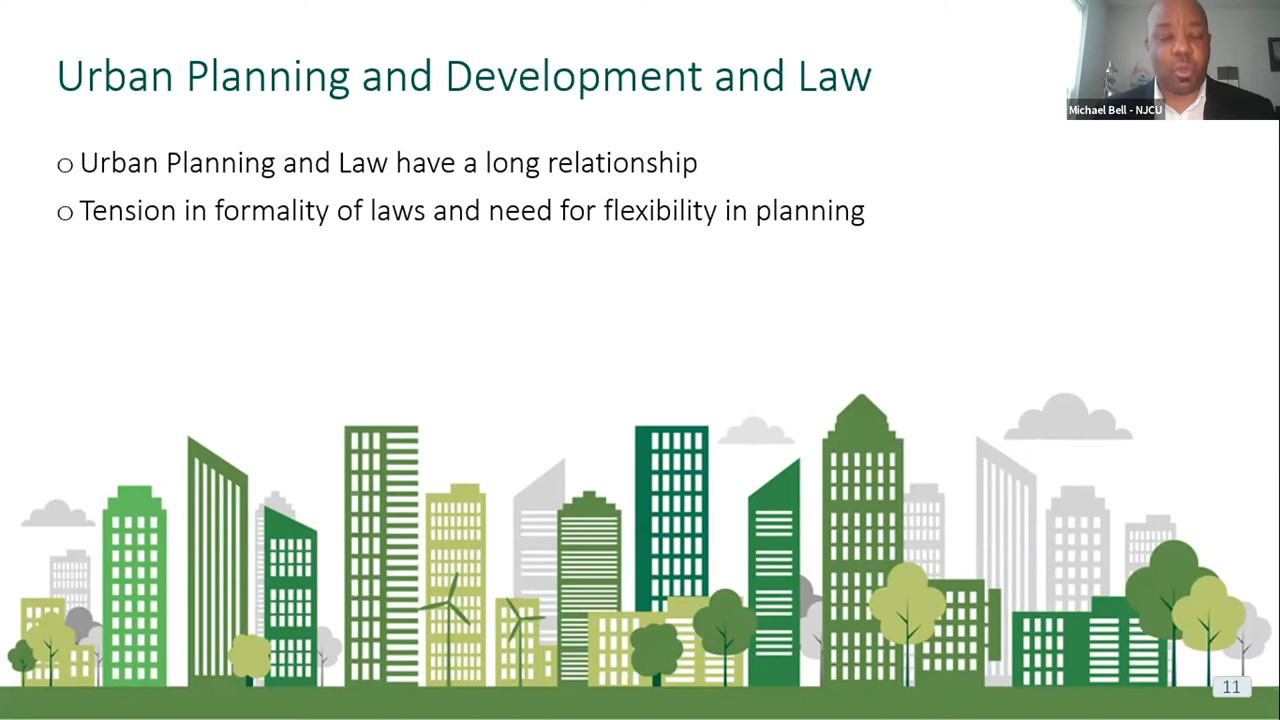 Urban Planning and Development and Law
Michael Bell - NJCU
o Urban Planning and Law have a long relationship
o Tension in formality of laws and need for flexibility in planning
11